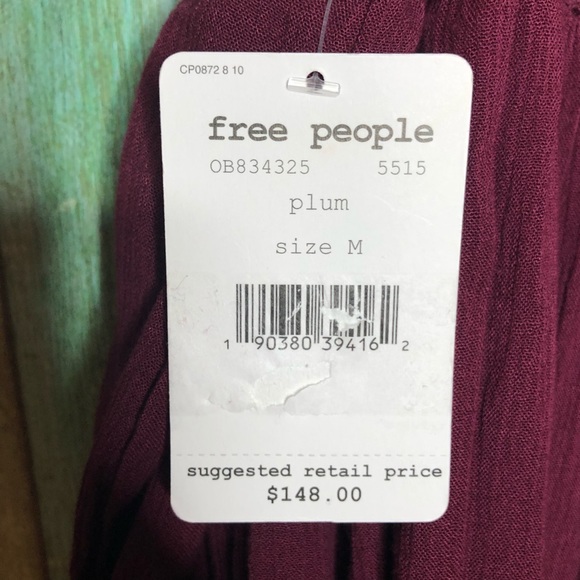 CP0872 8 10
free people
OB834325 5515
plum
size M
1 90380 39416 2
suggested retail price
$148.00